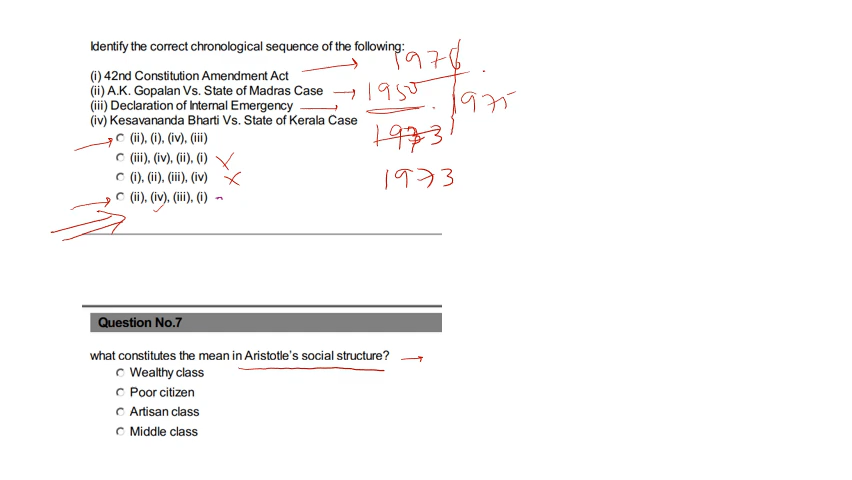 Identify the correct chronological sequence of the following:
(i) 42nd Constitution Amendment Act 1976
(ii) A.K. Gopalan Vs. State of Madras Case 1950
(iii) Declaration of Internal Emergency 1975
(iv) Kesavananda Bharti Vs. State of Kerala Case
(ii), (i), (iv), (iii) 1973
(iii), (iv), (ii), (i)
(i), (ii), (iii), (iv) 1973
(ii), (iv), (iii), (i)
Question No.7
what constitutes the mean in Aristotle's social structure?
Wealthy class
Poor citizen
Artisan class
Middle class